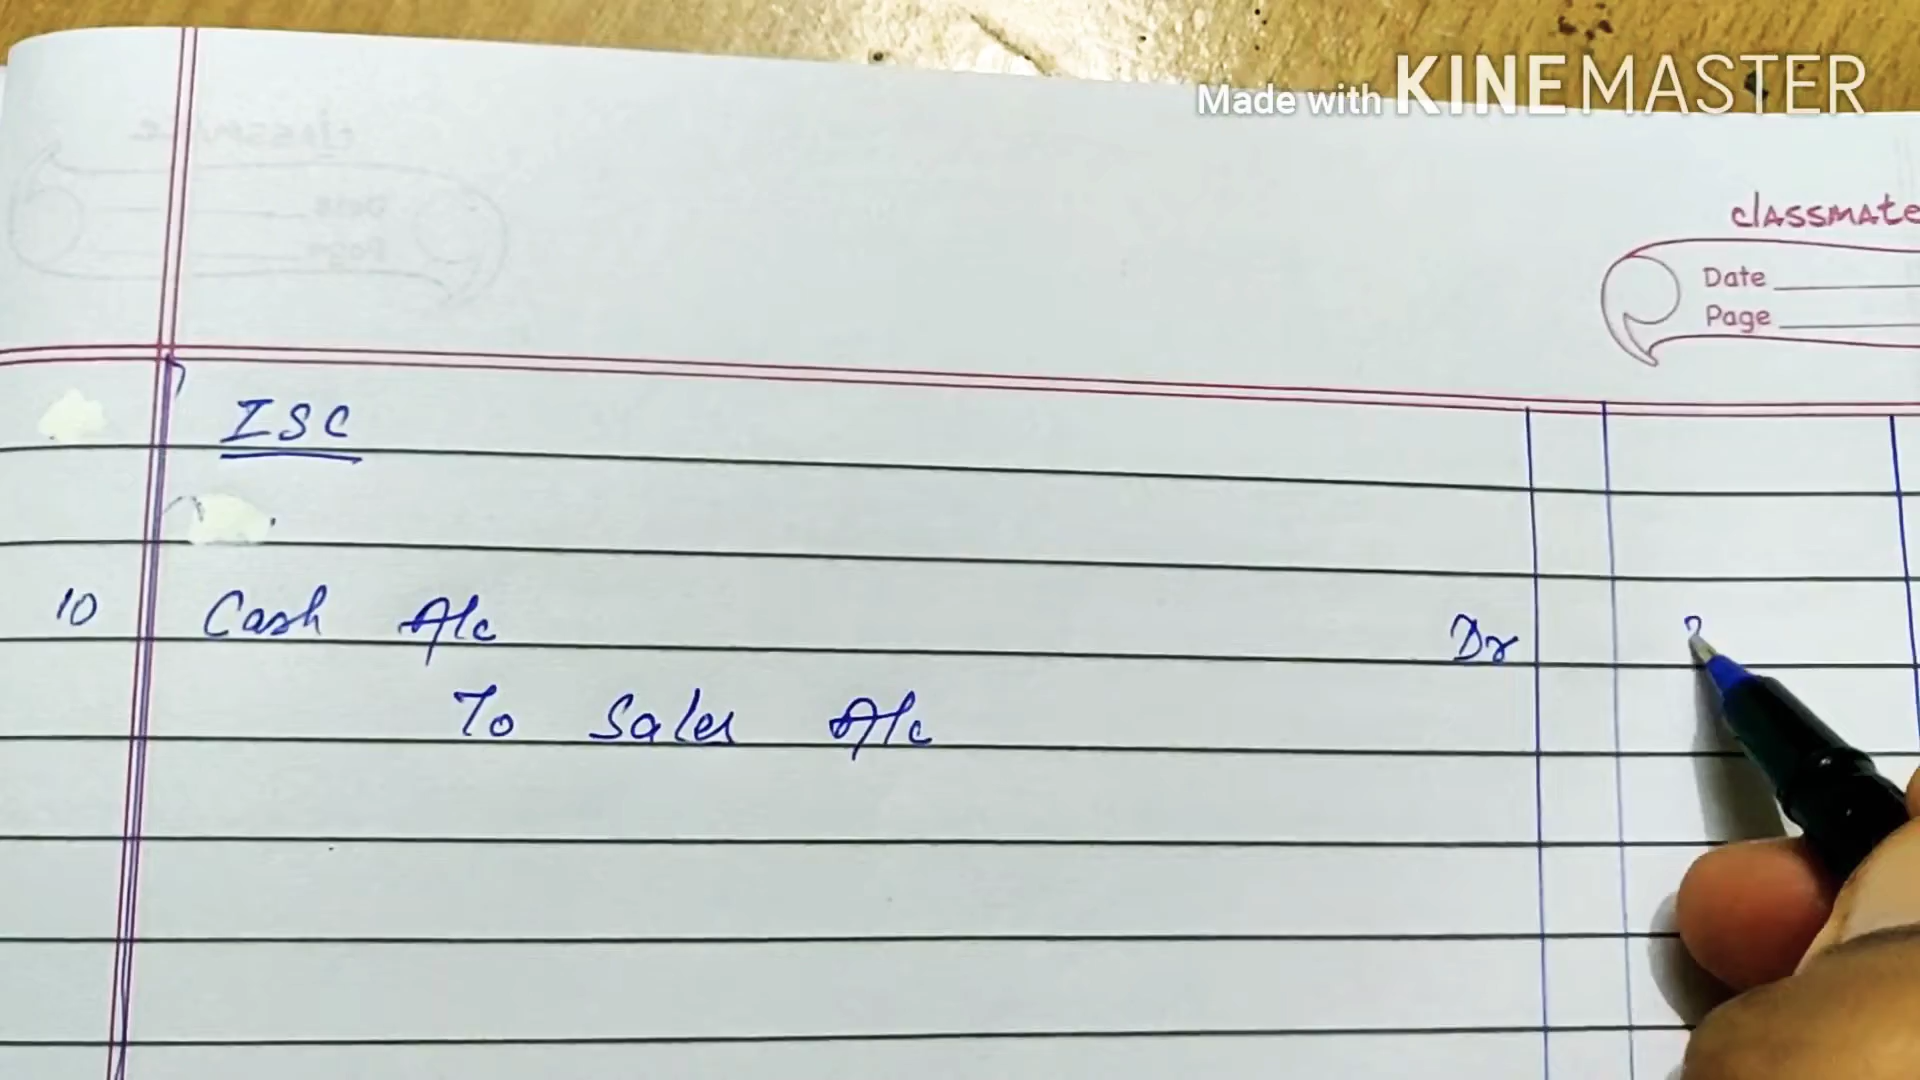 Made with KINEMASTER
classmate
Date
Page
ISC
10 Cash A/c Dr
To Sales A/c